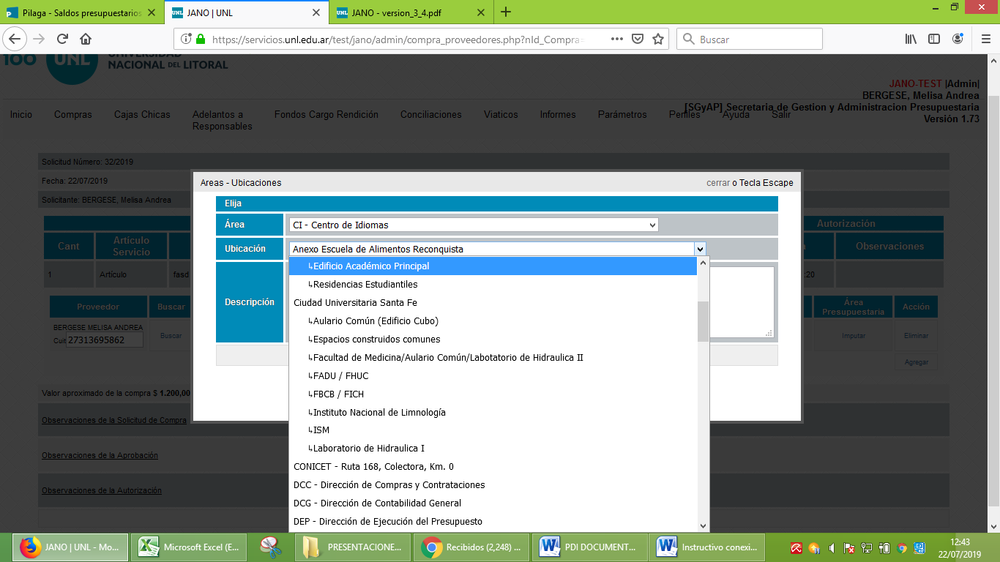 Pilaga - Saldos presupuestarios
JANO | UNL
JANO - version_3_4.pdf
https://servicios.unl.edu.ar/test/jano/admin/compra_proveedores.php?nId_Compra=
Buscar
100 UNL UNIVERSIDAD
NACIONAL DEL LITORAL
JANO-TEST |Admin|
BERGESE, Melisa Andrea
[SGyAP] Secretaria de Gestion y Administracion Presupuestaria
Versión 1.73
Inicio
Compras
Cajas Chicas
Adelantos a
Responsables
Fondos Cargo Rendición
Conciliaciones
Viaticos
Informes
Parámetros
Perfiles
Ayuda
Salir
Solicitud Número: 32/2019
Fecha: 22/07/2019
Solicitante: BERGESE, Melisa Andrea
Autorización
Cant
Artículo
Servicio
Observaciones
1
Artículo
fasd
:20
Proveedor
Buscar
Área
Presupuestaria
Acción
BERGESE MELISA ANDREA
Cuit 27313695862
Buscar
Imputar
Eliminar
Agregar
Valor aproximado de la compra $ 1.200,00
Observaciones de la Solicitud de Compra
Observaciones de la Aprobación
Observaciones de la Autorización
Areas - Ubicaciones
cerrar o Tecla Escape
Elija
Área
CI - Centro de Idiomas
Ubicación
Anexo Escuela de Alimentos Reconquista
Descripción
↳Edificio Académico Principal
↳Residencias Estudiantiles
Ciudad Universitaria Santa Fe
↳Aulario Común (Edificio Cubo)
↳Espacios construidos comunes
↳Facultad de Medicina/Aulario Común/Labotatorio de Hidraulica II
↳FADU / FHUC
↳FBCB / FICH
↳Instituto Nacional de Limnología
↳ISM
↳Laboratorio de Hidraulica I
CONICET - Ruta 168, Colectora, Km. 0
DCC - Dirección de Compras y Contrataciones
DCG - Dirección de Contabilidad General
DEP - Dirección de Ejecución del Presupuesto
JANO | UNL - Mo...
Microsoft Excel (E...
PRESENTACIONE...
Recibidos (2,248) ...
PDI DOCUMENT...
Instructivo conexi...
12:43
22/07/2019